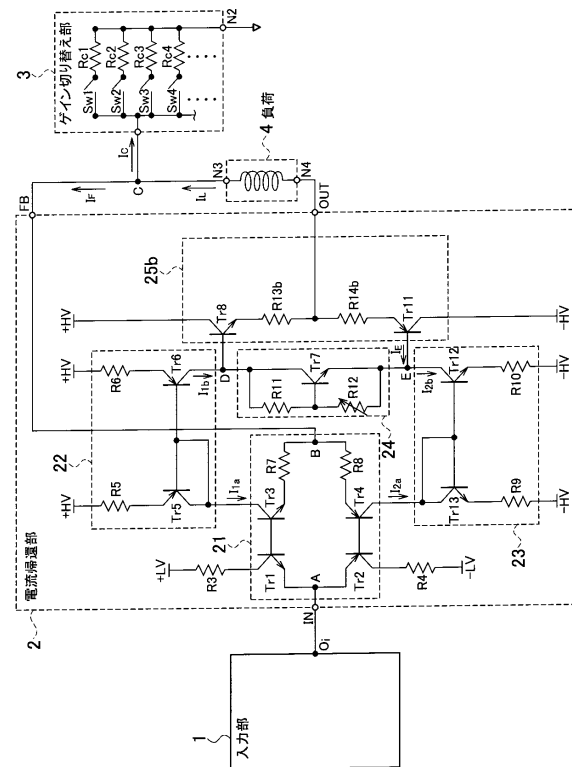 2 電流帰還部
1
入力部
Oi
IN
A
+LV
R3
Tr1
Tr2
R4
-LV
21
Tr3
Tr4
R7
R8
B
22
+HV
R5
Tr5
I1a
+HV
R6
Tr6
I1b
D
24
R11
Tr7
R12
IE
E
I2a
I2b
23
Tr13
R9
-HV
Tr12
R10
-HV
25b
+HV
Tr8
R13b
R14b
Tr11
-HV
FB
OUT
IF
C
IL
IC
N3
N4
4 負荷
3
ゲイン切り替え部
Sw1 Rc1
Sw2 Rc2
Sw3 Rc3
Sw4 Rc4
N2